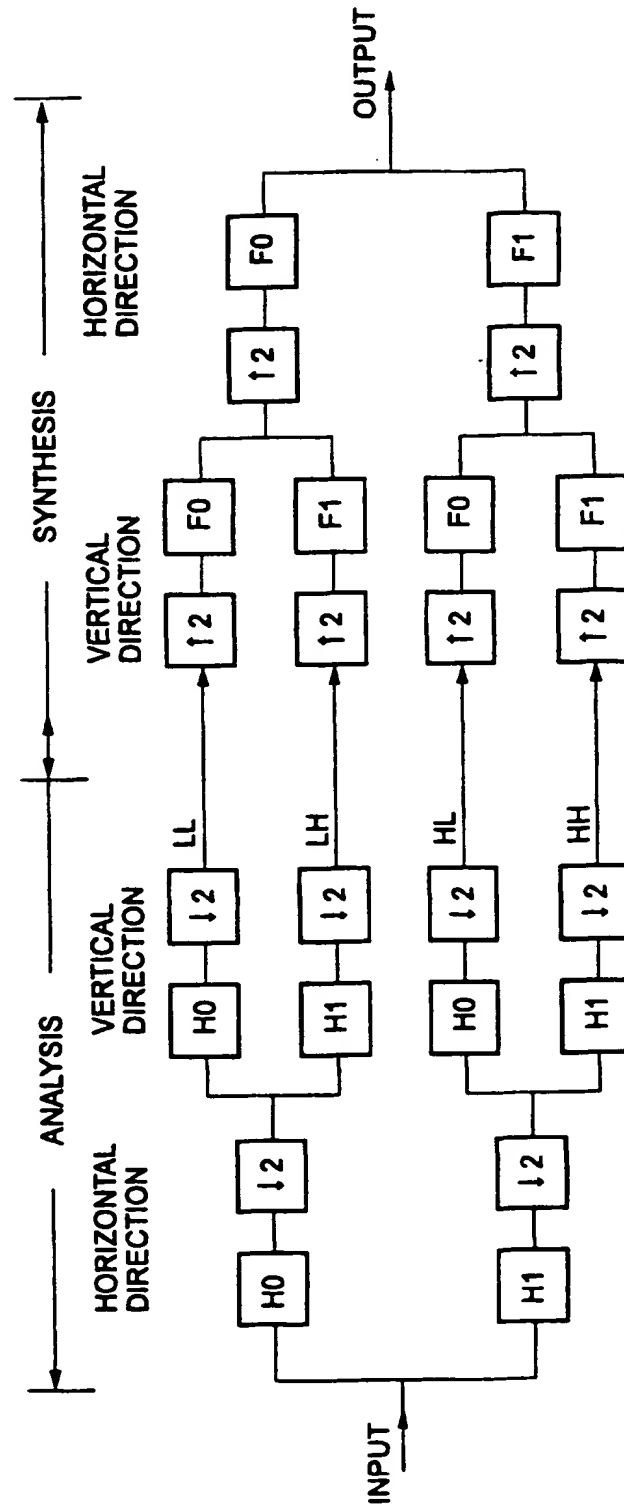 ANALYSIS
SYNTHESIS
HORIZONTAL
DIRECTION
VERTICAL
DIRECTION
VERTICAL
DIRECTION
HORIZONTAL
DIRECTION
INPUT
H0
↓2
H0
↓2
LL
↑2
F0
↑2
F0
H1
↓2
LH
↑2
F1
OUTPUT
H1
↓2
H0
↓2
HL
↑2
F0
↑2
F1
H1
↓2
HH
↑2
F1